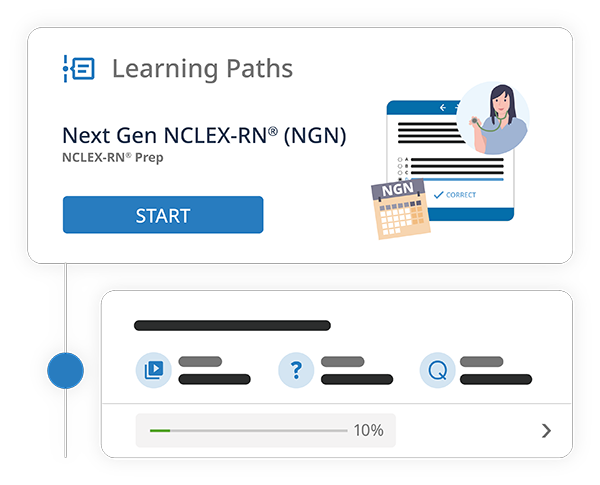 Learning Paths
Next Gen NCLEX-RN® (NGN)
NCLEX-RN® Prep
START
NGN
A
B
C
CORRECT
?
Q
10%